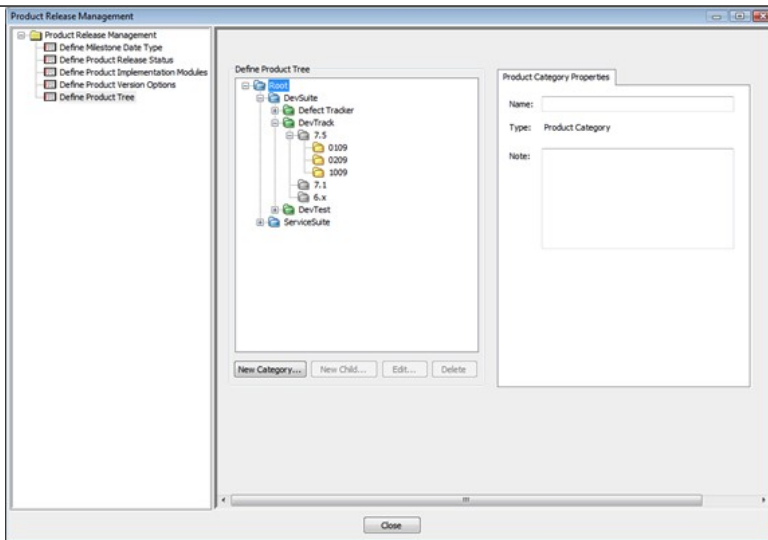 Product Release Management
Product Release Management
Define Milestone Date Type
Define Product Release Status
Define Product Implementation Modules
Define Product Version Options
Define Product Tree
Define Product Tree
Root
DevSuite
Defect Tracker
DevTrack
7.5
0109
0209
1009
7.1
6.x
DevTest
ServiceSuite
New Category... New Child... Edit... Delete
Product Category Properties
Name:
Type: Product Category
Note:
Close